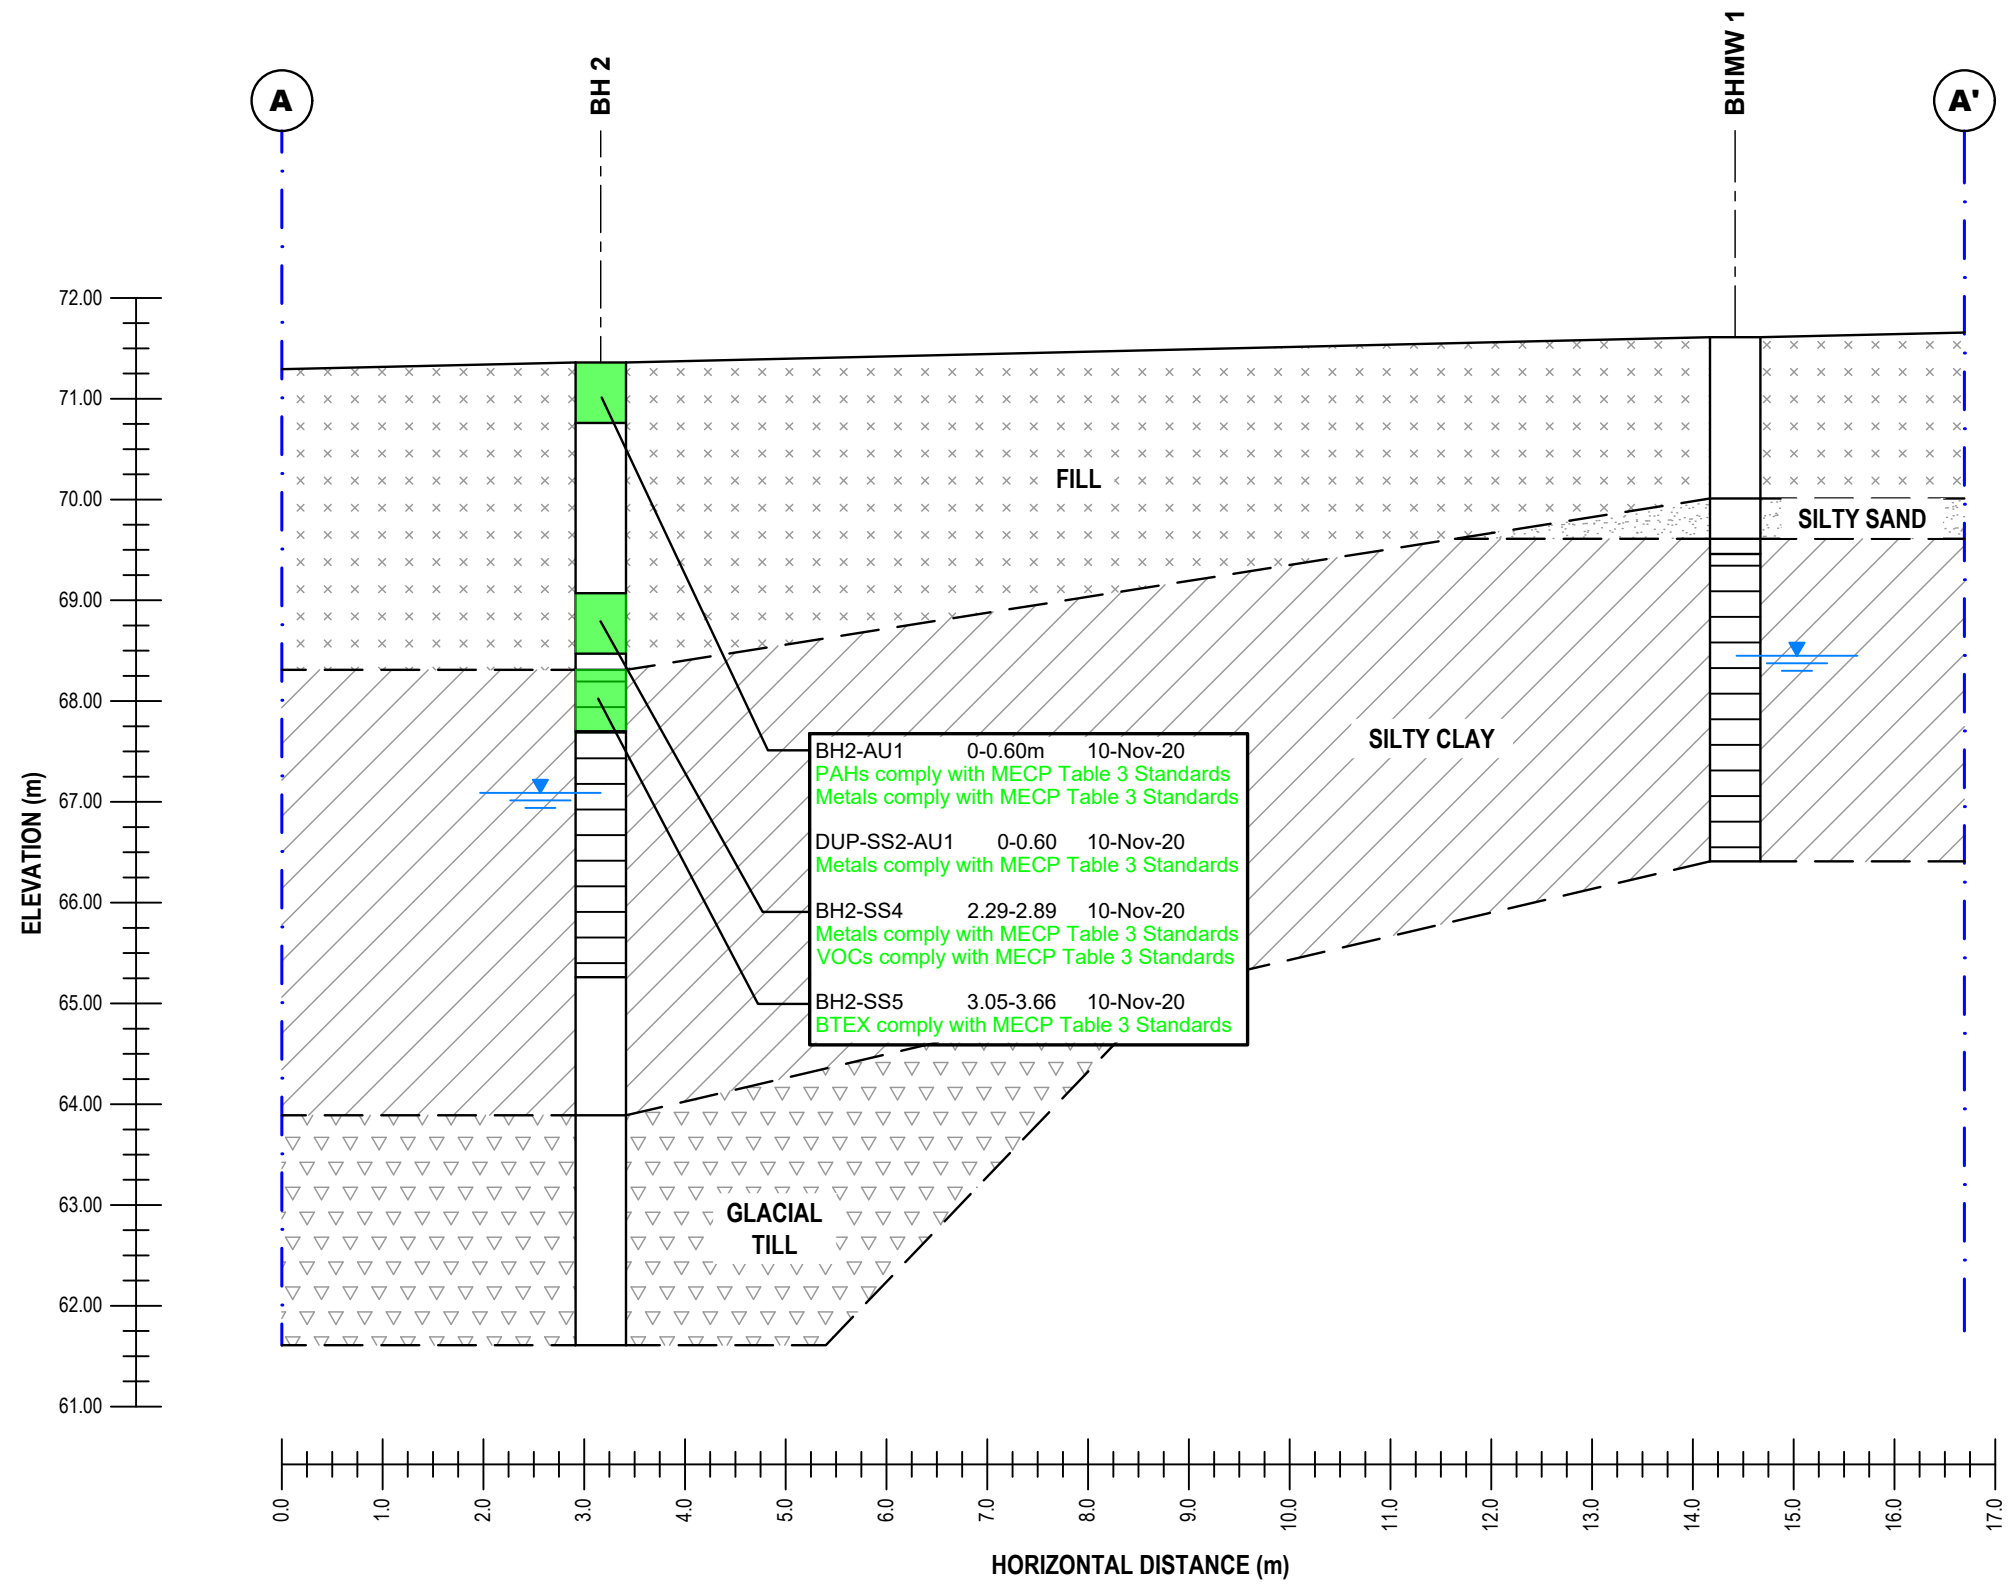 A
BH 2
BHMW 1
A'
72.00
71.00
70.00
69.00
68.00
67.00
66.00
65.00
64.00
63.00
62.00
61.00
ELEVATION (m)
FILL
SILTY SAND
SILTY CLAY
BH2-AU1 0-0.60m 10-Nov-20
PAHs comply with MECP Table 3 Standards
Metals comply with MECP Table 3 Standards
DUP-SS2-AU1 0-0.60 10-Nov-20
Metals comply with MECP Table 3 Standards
BH2-SS4 2.29-2.89 10-Nov-20
Metals comply with MECP Table 3 Standards
VOCs comply with MECP Table 3 Standards
BH2-SS5 3.05-3.66 10-Nov-20
BTEX comply with MECP Table 3 Standards
GLACIAL
TILL
0.0 1.0 2.0 3.0 4.0 5.0 6.0 7.0 8.0 9.0 10.0 11.0 12.0 13.0 14.0 15.0 16.0 17.0
HORIZONTAL DISTANCE (m)